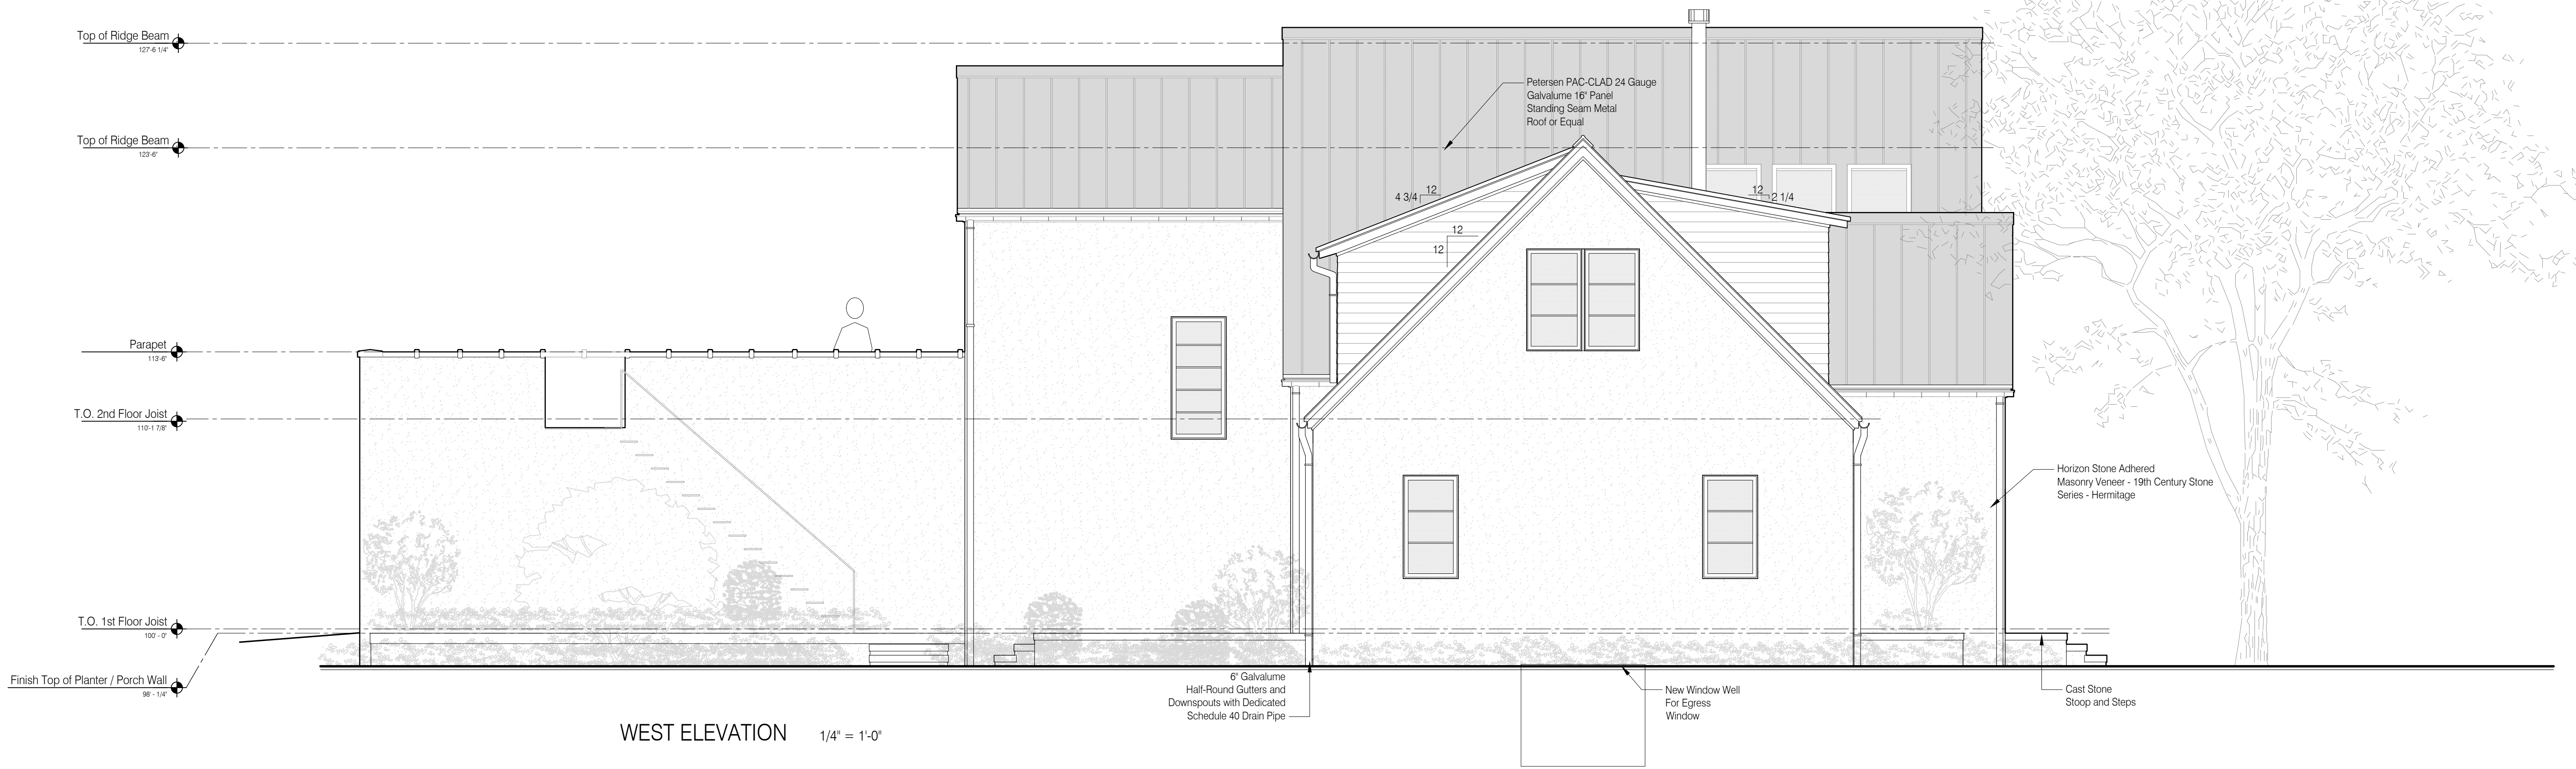 Top of Ridge Beam
127'-6 1/4"
Top of Ridge Beam
123'-6"
Parapet
113'-6"
T.O. 2nd Floor Joist
110'-1 7/8"
T.O. 1st Floor Joist
100' - 0"
Finish Top of Planter / Porch Wall
98' - 1/4"
Petersen PAC-CLAD 24 Gauge
Galvalume 16" Panel
Standing Seam Metal
Roof or Equal
12
4 3/4
12
2 1/4
12
12
Horizon Stone Adhered
Masonry Veneer - 19th Century Stone
Series - Hermitage
6" Galvalume
Half-Round Gutters and
Downspouts with Dedicated
Schedule 40 Drain Pipe
New Window Well
For Egress
Window
Cast Stone
Stoop and Steps
WEST ELEVATION 1/4" = 1'-0"